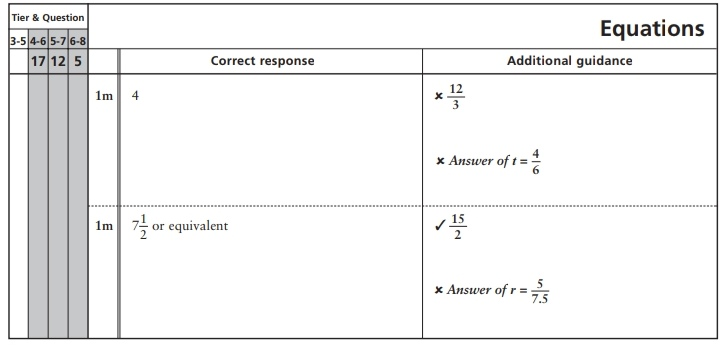 Tier & Question
Equations
3-5 4-6 5-7 6-8
17 12 5
Correct response
Additional guidance
1m 4
✘ 12/3
✘ Answer of t = 4/6
1m 7 1/2 or equivalent
✓ 15/2
✘ Answer of r = 5/7.5